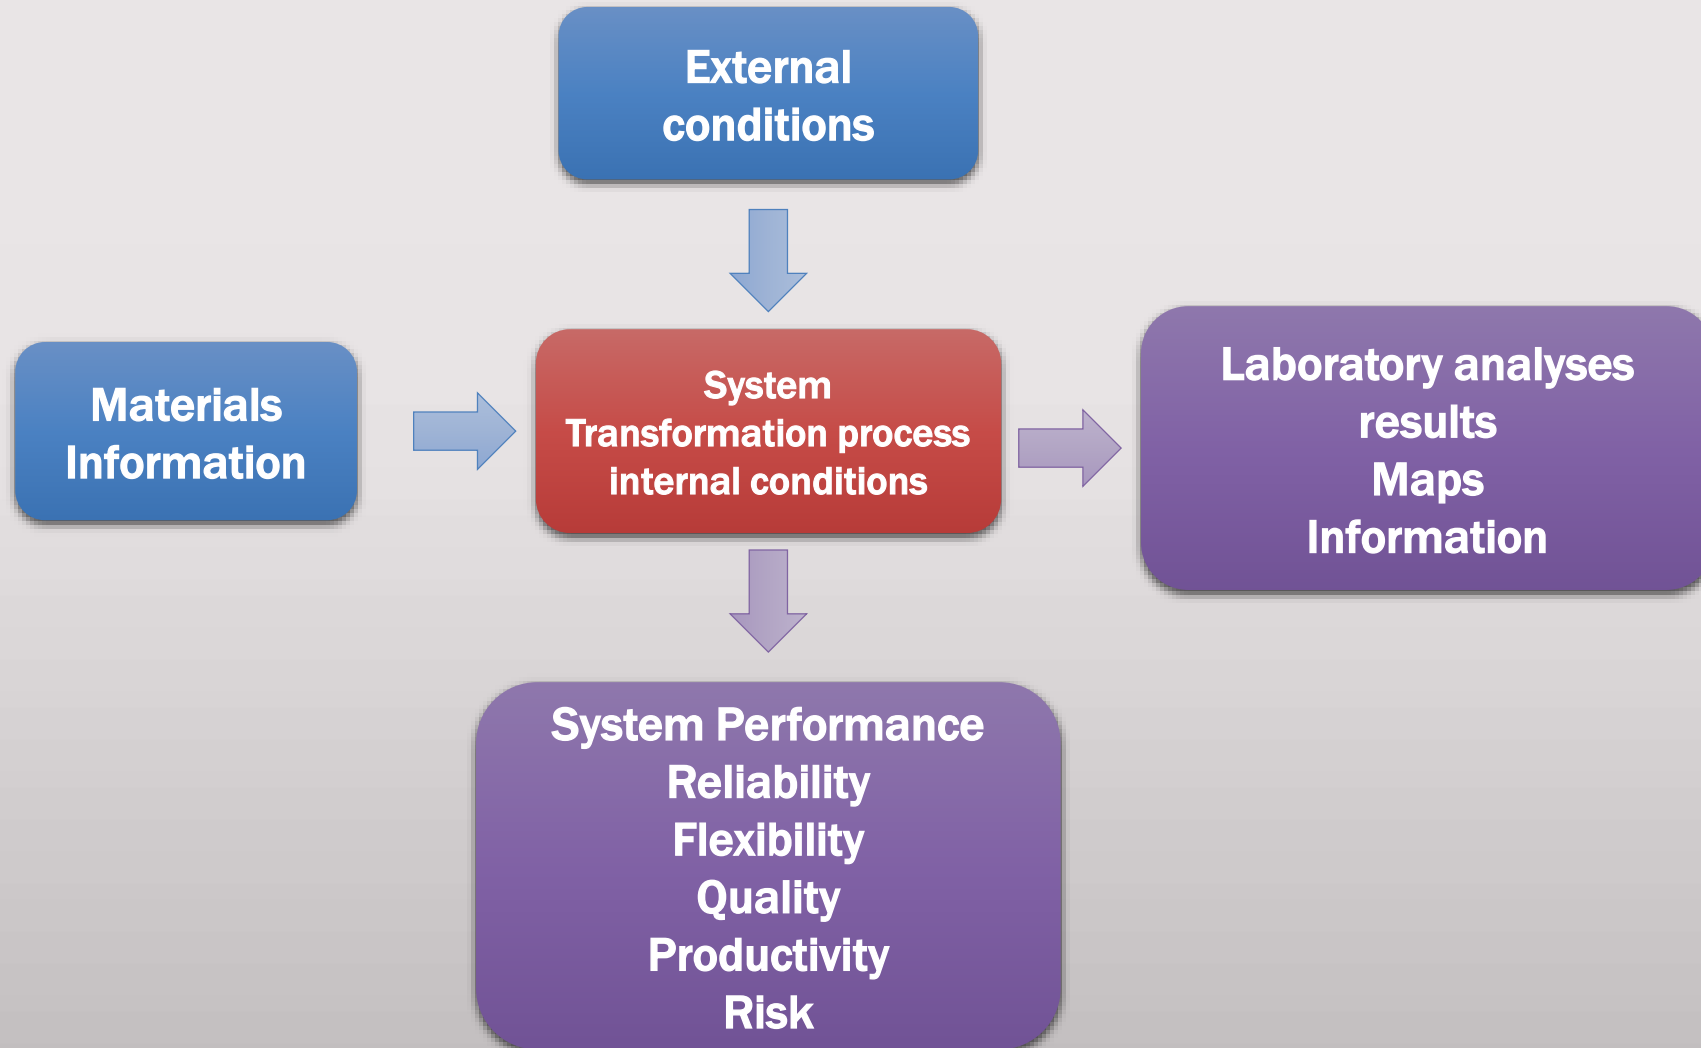 External
conditions
Materials
Information
System
Transformation process
internal conditions
Laboratory analyses
results
Maps
Information
System Performance
Reliability
Flexibility
Quality
Productivity
Risk